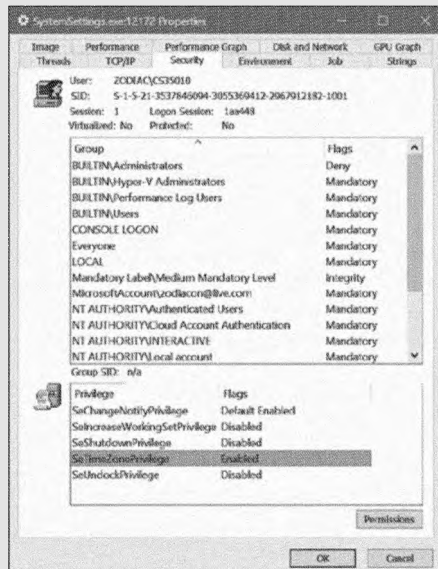 SystemSettings.exe:12172 Properties
Image Performance Performance Graph Disk and Network GPU Graph
Threads TCP/IP Security Environment Job Strings
User: ZODIAC\CS35010
SID: S-1-5-21-3537846094-3055369412-2967912182-1001
Session: 1 Logon Session: 1aa448
Virtualized: No Protected: No
Group Flags
BUILTIN\Administrators Deny
BUILTIN\Hyper-V Administrators Mandatory
BUILTIN\Performance Log Users Mandatory
BUILTIN\Users Mandatory
CONSOLE LOGON Mandatory
Everyone Mandatory
LOCAL Mandatory
Mandatory Label\Medium Mandatory Level Integrity
MicrosoftAccount\zodiacon@live.com Mandatory
NT AUTHORITY\Authenticated Users Mandatory
NT AUTHORITY\Cloud Account Authentication Mandatory
NT AUTHORITY\INTERACTIVE Mandatory
NT AUTHORITY\Local account Mandatory
Group SID: n/a
Privilege Flags
SeChangeNotifyPrivilege Default Enabled
SeIncreaseWorkingSetPrivilege Disabled
SeShutdownPrivilege Disabled
SeTimeZonePrivilege Enabled
SeUndockPrivilege Disabled
Permissions
OK Cancel